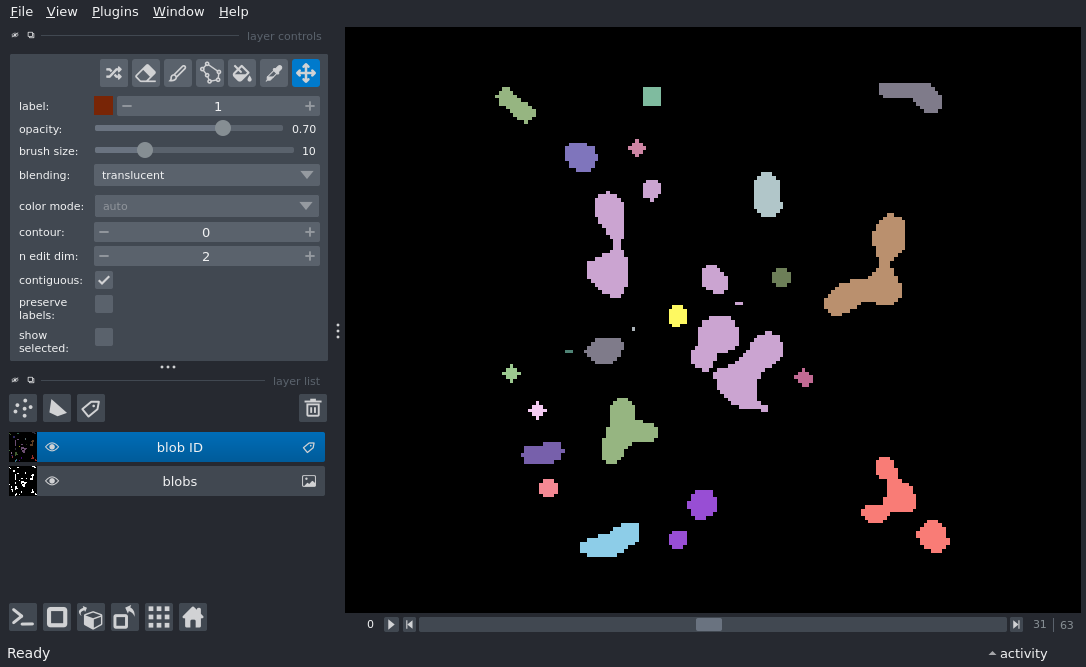 File View Plugins Window Help
layer controls
label: 1
opacity: 0.70
brush size: 10
blending: translucent
color mode: auto
contour: 0
n edit dim: 2
contiguous:
preserve
labels:
show
selected:
layer list
blob ID
blobs
0 31 | 63
Ready activity